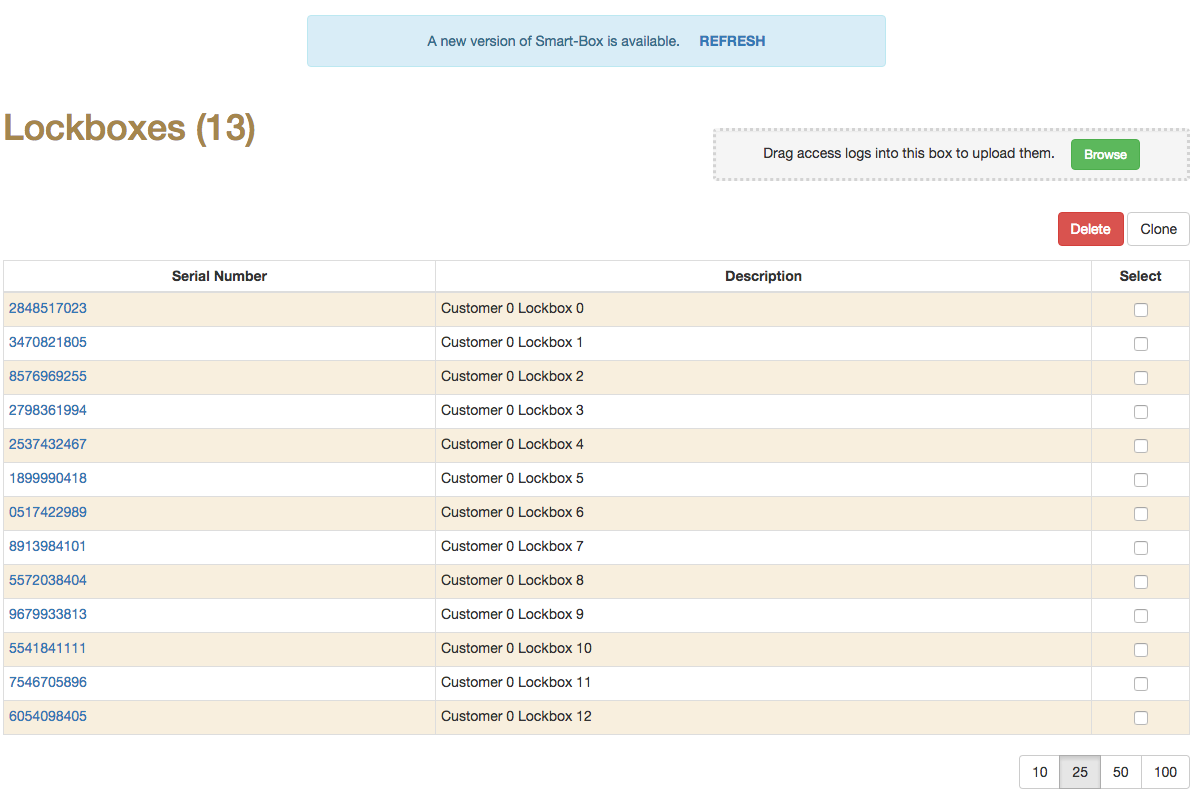 A new version of Smart-Box is available. REFRESH
Lockboxes (13)
Drag access logs into this box to upload them. Browse
Delete Clone
Serial Number Description Select
2848517023 Customer 0 Lockbox 0
3470821805 Customer 0 Lockbox 1
8576969255 Customer 0 Lockbox 2
2798361994 Customer 0 Lockbox 3
2537432467 Customer 0 Lockbox 4
1899990418 Customer 0 Lockbox 5
0517422989 Customer 0 Lockbox 6
8913984101 Customer 0 Lockbox 7
5572038404 Customer 0 Lockbox 8
9679933813 Customer 0 Lockbox 9
5541841111 Customer 0 Lockbox 10
7546705896 Customer 0 Lockbox 11
6054098405 Customer 0 Lockbox 12
10 25 50 100